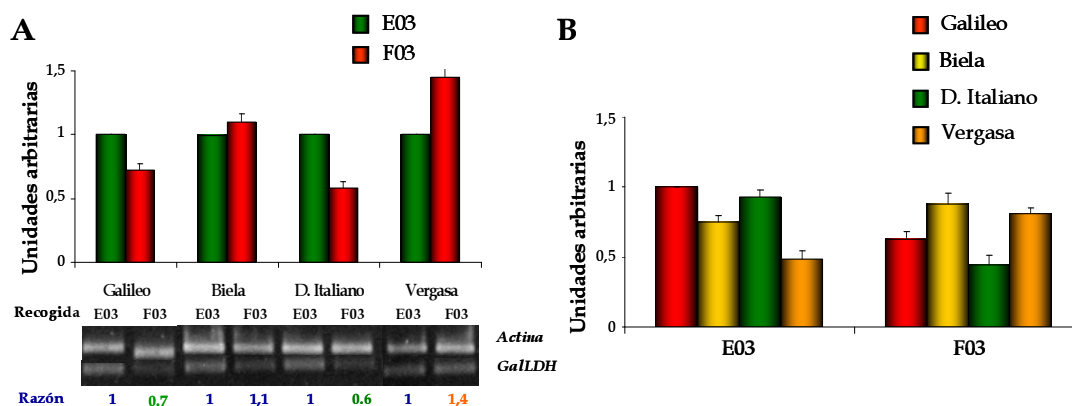 A
E03
F03
Unidades arbitrarias
1,5
1
0,5
0
Galileo Biela D. Italiano Vergasa
Recogida E03 F03 E03 F03 E03 F03 E03 F03
Actina
GalLDH
Razón 1 0.7 1 1,1 1 0.6 1 1,4
B
Galileo
Biela
D. Italiano
Vergasa
Unidades arbitrarias
1,5
1
0,5
0
E03 F03